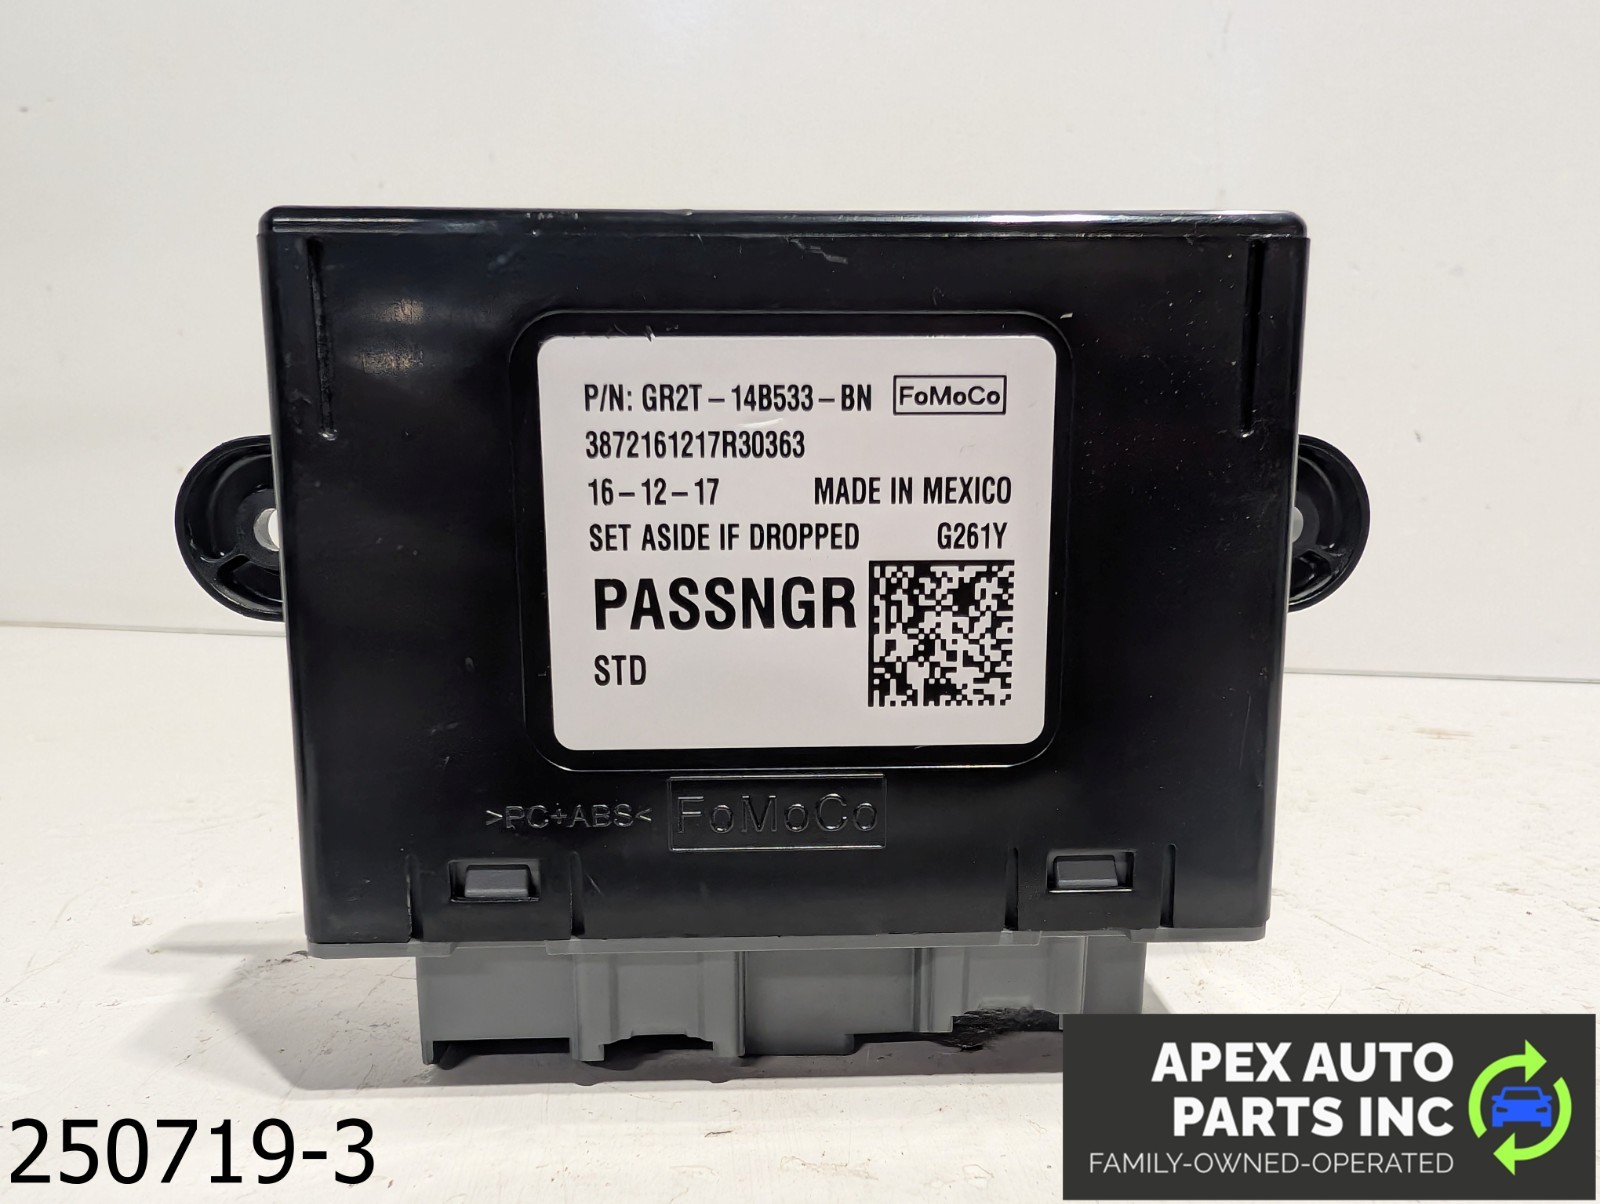 P/N: GR2T-14B533-BN FoMoCo
3872161217R30363
16-12-17 MADE IN MEXICO
SET ASIDE IF DROPPED G261Y
PASSNGR
STD
>PC+ABS< FoMoCo
APEX AUTO
PARTS INC
FAMILY-OWNED-OPERATED
250719-3